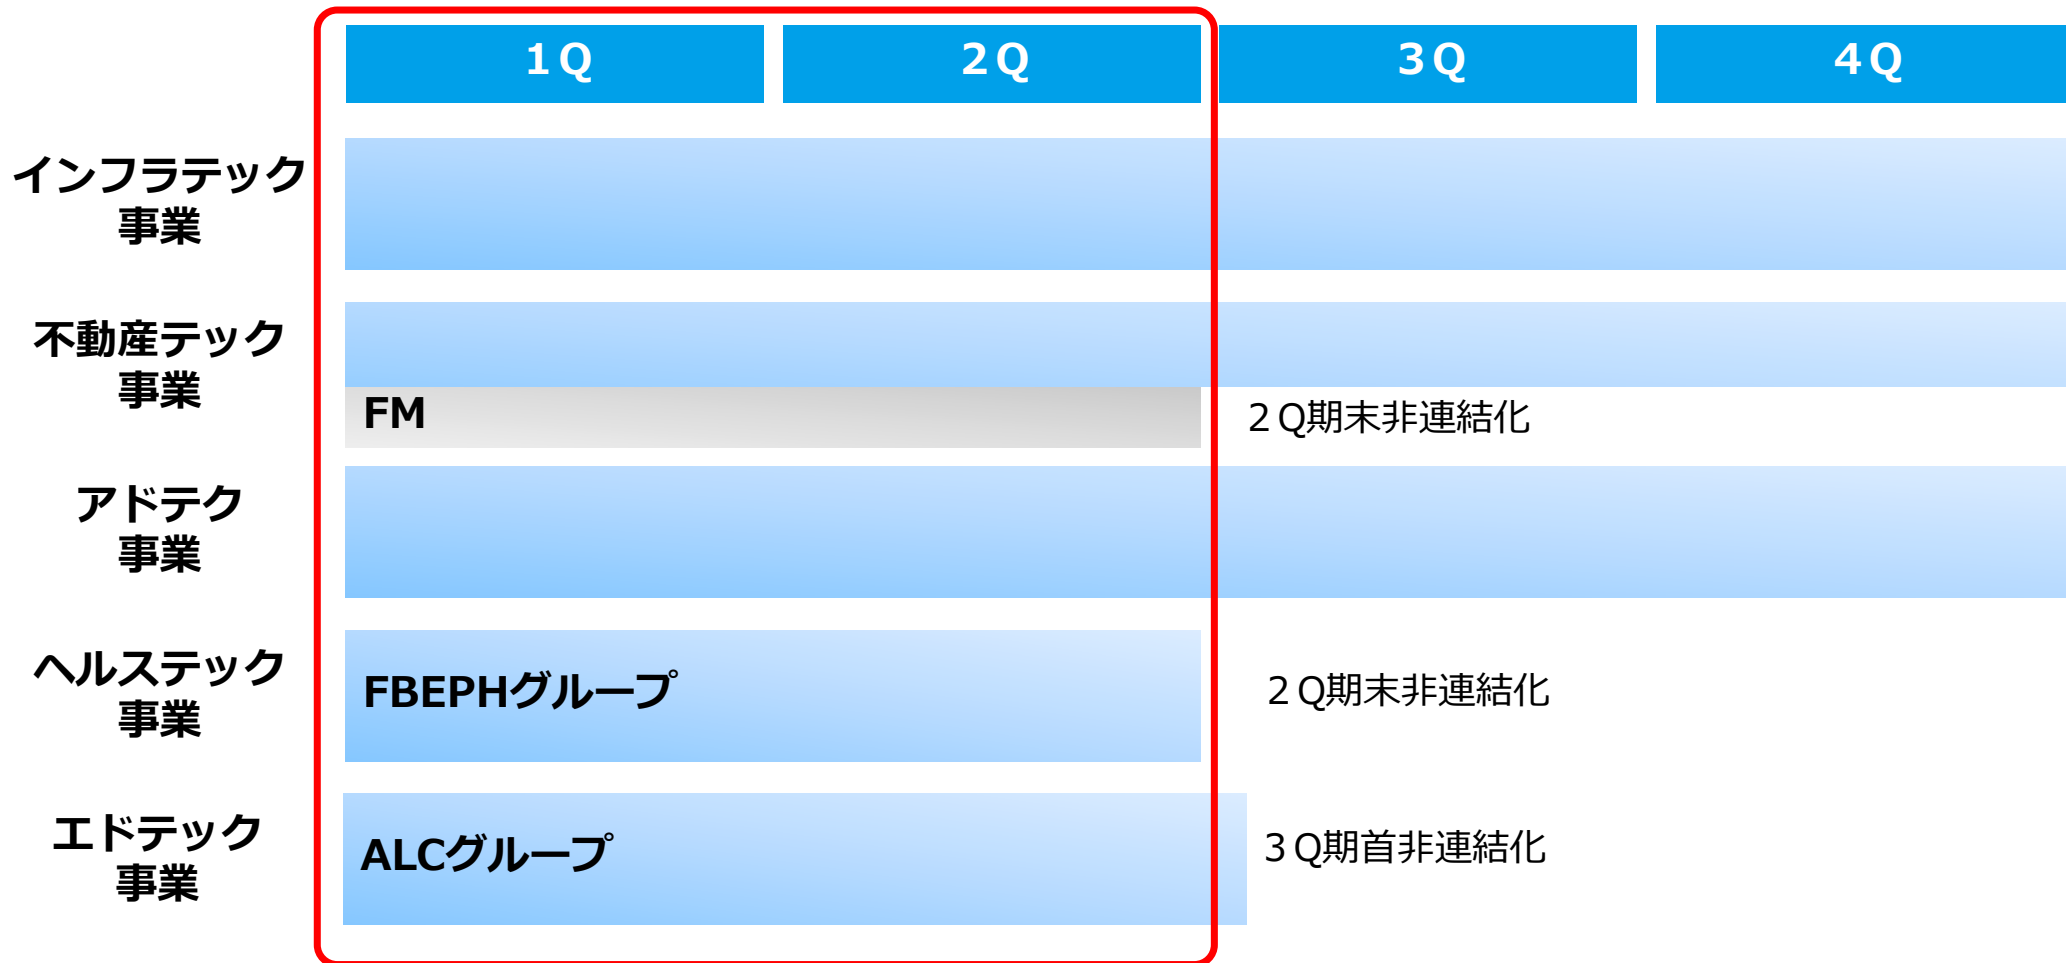 １Ｑ
２Ｑ
３Ｑ
４Ｑ
インフラテック
事業
不動産テック
事業
FM
２Q期末非連結化
アドテク
事業
ヘルステック
事業
FBEPHグループ
２Q期末非連結化
エドテック
事業
ALCグループ
３Q期首非連結化